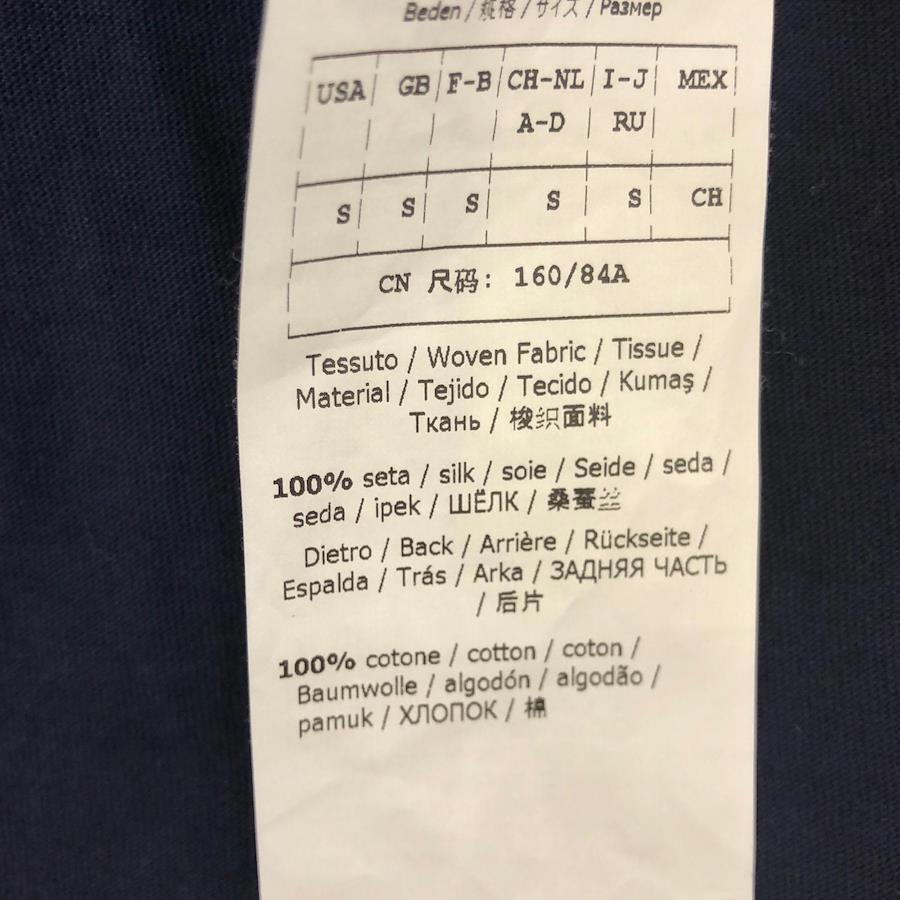 Beden / 规格 / サイズ / Размер
USA GB F-B CH-NL I-J MEX
A-D RU
S S S S S CH
CN 尺码: 160/84A
Tessuto / Woven Fabric / Tissue /
Material / Tejido / Tecido / Kumaş /
Ткань / 梭织面料
100% seta / silk / soie / Seide / seda /
seda / ipek / ШЁЛК / 桑蚕丝
Dietro / Back / Arrière / Rückseite /
Espalda / Trás / Arka / ЗАДНЯЯ ЧАСТЬ
/ 后片
100% cotone / cotton / coton /
Baumwolle / algodón / algodão /
pamuk / ХЛОПОК / 棉